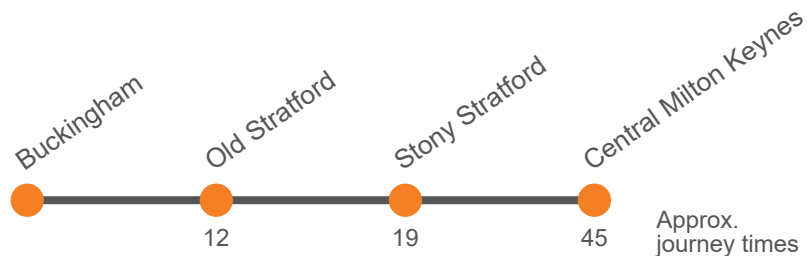 Buckingham
Old Stratford
Stony Stratford
Central Milton Keynes
12
19
45
Approx.
journey times